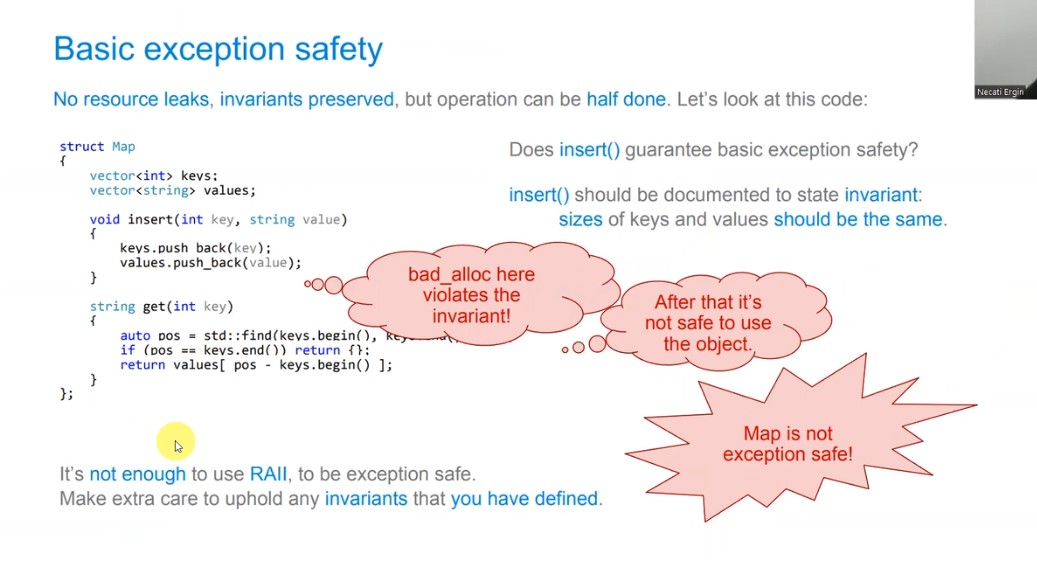 Basic exception safety
No resource leaks, invariants preserved, but operation can be half done. Let's look at this code:
struct Map
{
    vector<int> keys;
    vector<string> values;
    void insert(int key, string value)
    {
        keys.push_back(key);
        values.push_back(value);
    }
    string get(int key)
    {
        auto pos = std::find(keys.begin(),
        if (pos == keys.end()) return {};
        return values[ pos - keys.begin() ];
    }
};
Does insert() guarantee basic exception safety?
insert() should be documented to state invariant:
sizes of keys and values should be the same.
bad_alloc here
violates the
invariant!
After that it's
not safe to use
the object.
Map is not
exception safe!
It's not enough to use RAII, to be exception safe.
Make extra care to uphold any invariants that you have defined.
Necati Ergin